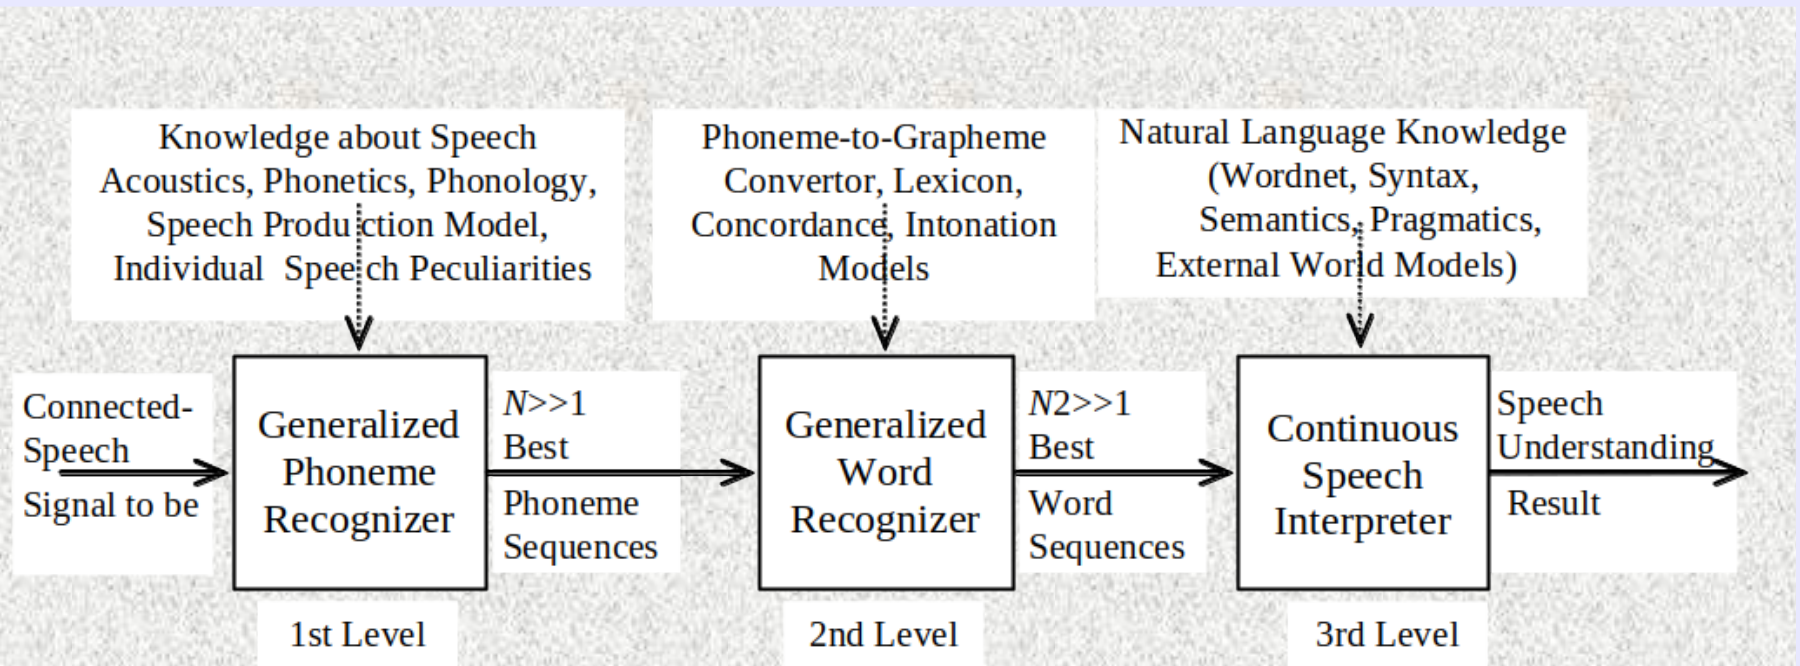 Knowledge about Speech
Acoustics, Phonetics, Phonology,
Speech Production Model,
Individual Speech Peculiarities
Phoneme-to-Grapheme
Convertor, Lexicon,
Concordance, Intonation
Models
Natural Language Knowledge
(Wordnet, Syntax,
Semantics, Pragmatics,
External World Models)
Connected-
Speech
Signal to be
Generalized
Phoneme
Recognizer
N>>1
Best
Phoneme
Sequences
Generalized
Word
Recognizer
N2>>1
Best
Word
Sequences
Continuous
Speech
Interpreter
Speech
Understanding
Result
1st Level
2nd Level
3rd Level